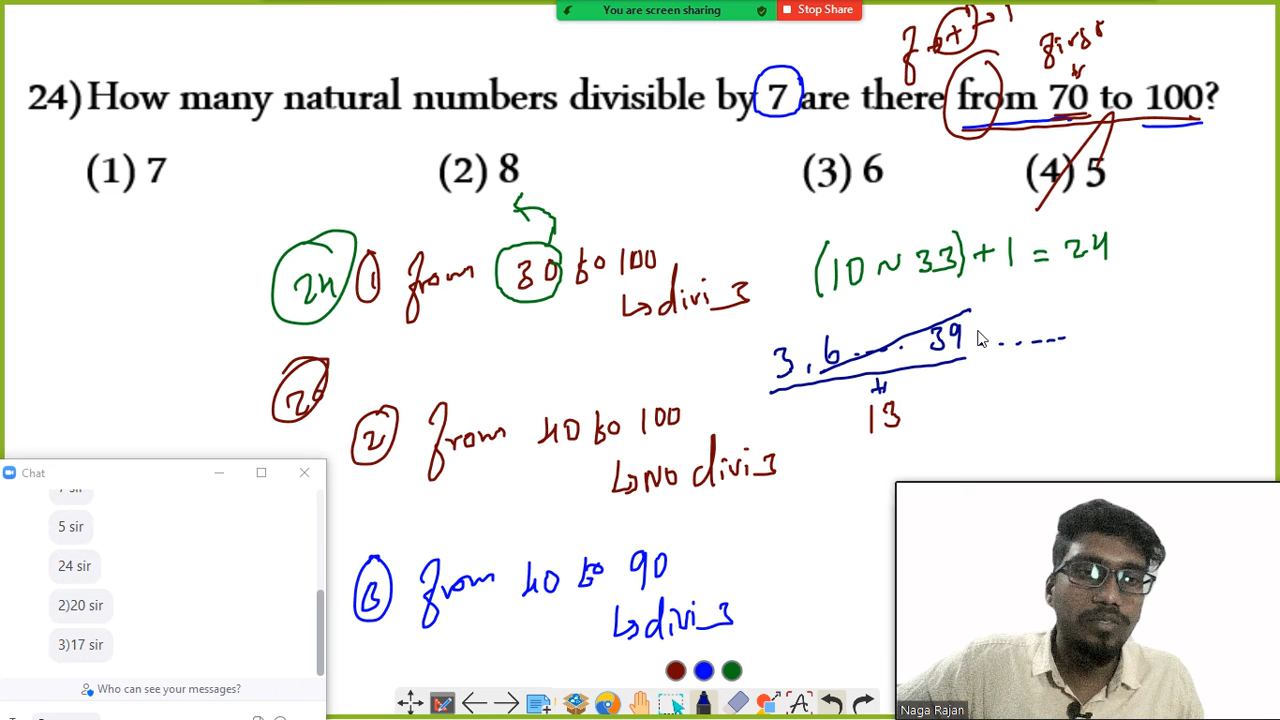 You are screen sharing
Stop Share
first
24) How many natural numbers divisible by 7 are there from 70 to 100?
(1) 7 (2) 8 (3) 6 (4) 5
24 ① from 30 to 100
↳ divi 3
(10 ~ 33) + 1 = 24
3, 6 ..... 39 ......
13
20
② from 40 to 100
↳ No divi 3
③ from 40 to 90
↳ divi 3
Chat
5 sir
24 sir
2)20 sir
3)17 sir
Who can see your messages?
Naga Rajan